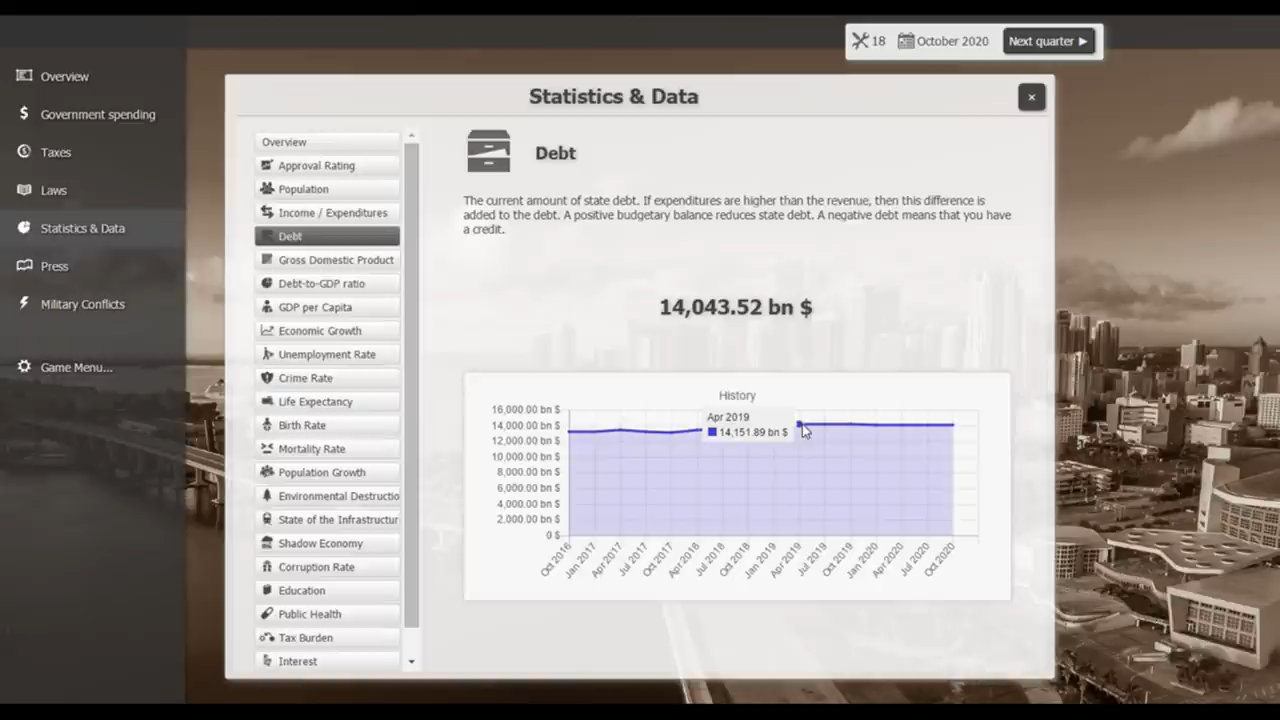 18
October 2020
Next quarter ►
Overview
Government spending
Taxes
Laws
Statistics & Data
Press
Military Conflicts
Game Menu...
Statistics & Data
×
Overview
Approval Rating
Population
Income / Expenditures
Debt
Gross Domestic Product
Debt-to-GDP ratio
GDP per Capita
Economic Growth
Unemployment Rate
Crime Rate
Life Expectancy
Birth Rate
Mortality Rate
Population Growth
Environmental Destructio
State of the Infrastructur
Shadow Economy
Corruption Rate
Education
Public Health
Tax Burden
Interest
Debt
The current amount of state debt. If expenditures are higher than the revenue, then this difference is
added to the debt. A positive budgetary balance reduces state debt. A negative debt means that you have
a credit.
14,043.52 bn $
History
16,000.00 bn $
14,000.00 bn $
12,000.00 bn $
10,000.00 bn $
8,000.00 bn $
6,000.00 bn $
4,000.00 bn $
2,000.00 bn $
0 $
Apr 2019
14,151.89 bn $
Oct 2016
Jan 2017
Apr 2017
Jul 2017
Oct 2017
Apr 2018
Jul 2018
Oct 2018
Jan 2019
Apr 2019
Jul 2019
Oct 2019
Jan 2020
Apr 2020
Jul 2020
Oct 2020